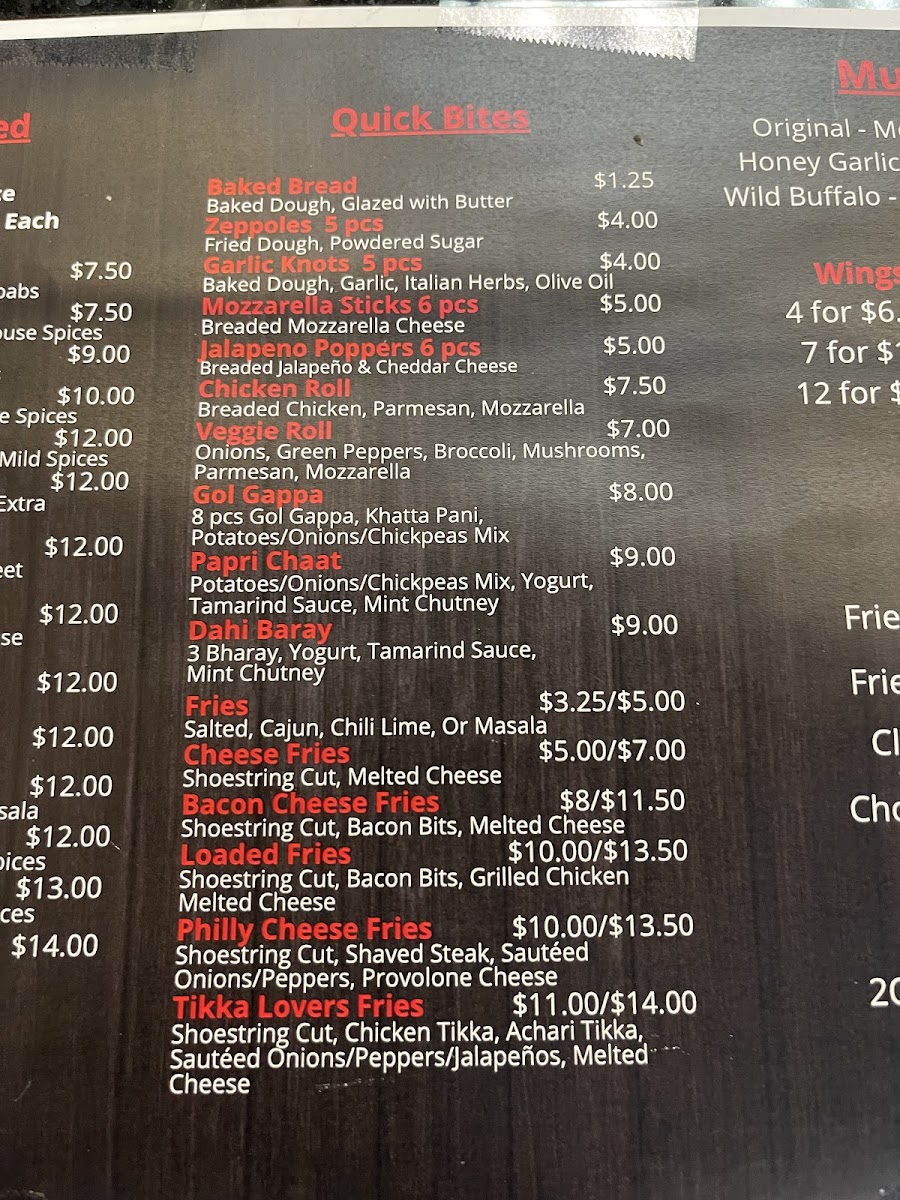 ed
Each
$7.50
$7.50
Spices
$9.00
$10.00
Spices
$12.00
Mild Spices
$12.00
Extra
$12.00
$12.00
$12.00
$12.00
$12.00
$12.00
$13.00
$14.00
Quick Bites
Baked Bread $1.25
Baked Dough, Glazed with Butter
Zeppoles 5 pcs $4.00
Fried Dough, Powdered Sugar
Garlic Knots 5 pcs $4.00
Baked Dough, Garlic, Italian Herbs, Olive Oil
Mozzarella Sticks 6 pcs $5.00
Breaded Mozzarella Cheese
Jalapeno Poppers 6 pcs $5.00
Breaded Jalapeño & Cheddar Cheese
Chicken Roll $7.50
Breaded Chicken, Parmesan, Mozzarella
Veggie Roll $7.00
Onions, Green Peppers, Broccoli, Mushrooms,
Parmesan, Mozzarella
Gol Gappa $8.00
8 pcs Gol Gappa, Khatta Pani,
Potatoes/Onions/Chickpeas Mix
Papri Chaat $9.00
Potatoes/Onions/Chickpeas Mix, Yogurt,
Tamarind Sauce, Mint Chutney
Dahi Baray $9.00
3 Bharay, Yogurt, Tamarind Sauce,
Mint Chutney
Fries $3.25/$5.00
Salted, Cajun, Chili Lime, Or Masala
Cheese Fries $5.00/$7.00
Shoestring Cut, Melted Cheese
Bacon Cheese Fries $8/$11.50
Shoestring Cut, Bacon Bits, Melted Cheese
Loaded Fries $10.00/$13.50
Shoestring Cut, Bacon Bits, Grilled Chicken
Melted Cheese
Philly Cheese Fries $10.00/$13.50
Shoestring Cut, Shaved Steak, Sautéed
Onions/Peppers, Provolone Cheese
Tikka Lovers Fries $11.00/$14.00
Shoestring Cut, Chicken Tikka, Achari Tikka,
Sautéed Onions/Peppers/Jalapeños, Melted
Cheese
Original -
Honey Garlic
Wild Buffalo -
Wings
4 for $6.
7 for
12 for